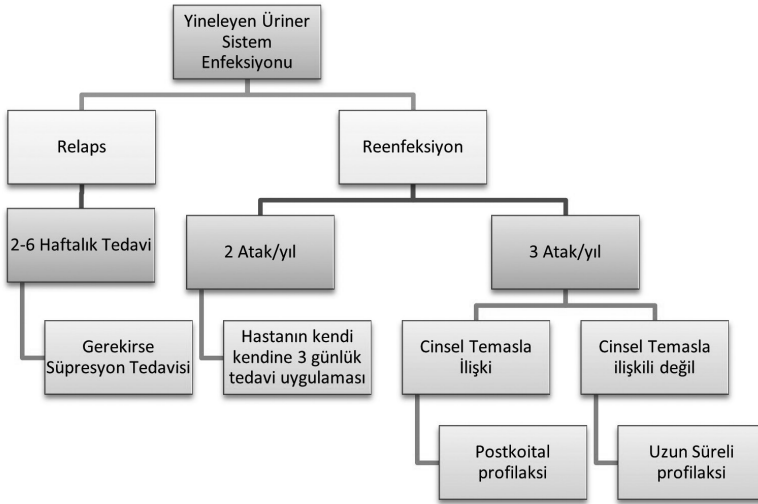 Yineleyen Üriner
Sistem
Enfeksiyonu
Relaps
Reenfeksiyon
2-6 Haftalık Tedavi
2 Atak/yıl
3 Atak/yıl
Gerekirse
Süpresyon Tedavisi
Hastanın kendi
kendine 3 günlük
tedavi uygulaması
Cinsel Temasla
İlişki
Cinsel Temasla
ilişkili değil
Postkoital
profilaksi
Uzun Süreli
profilaksi